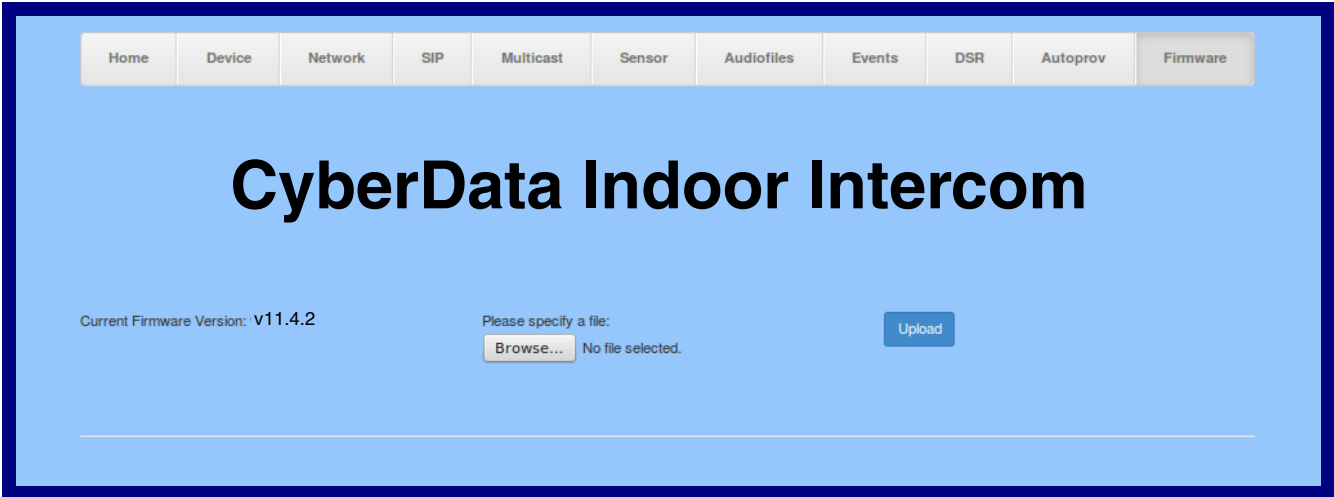 Home Device Network SIP Multicast Sensor Audiofiles Events DSR Autoprov Firmware
CyberData Indoor Intercom
Current Firmware Version: v11.4.2
Please specify a file:
Browse... No file selected.
Upload